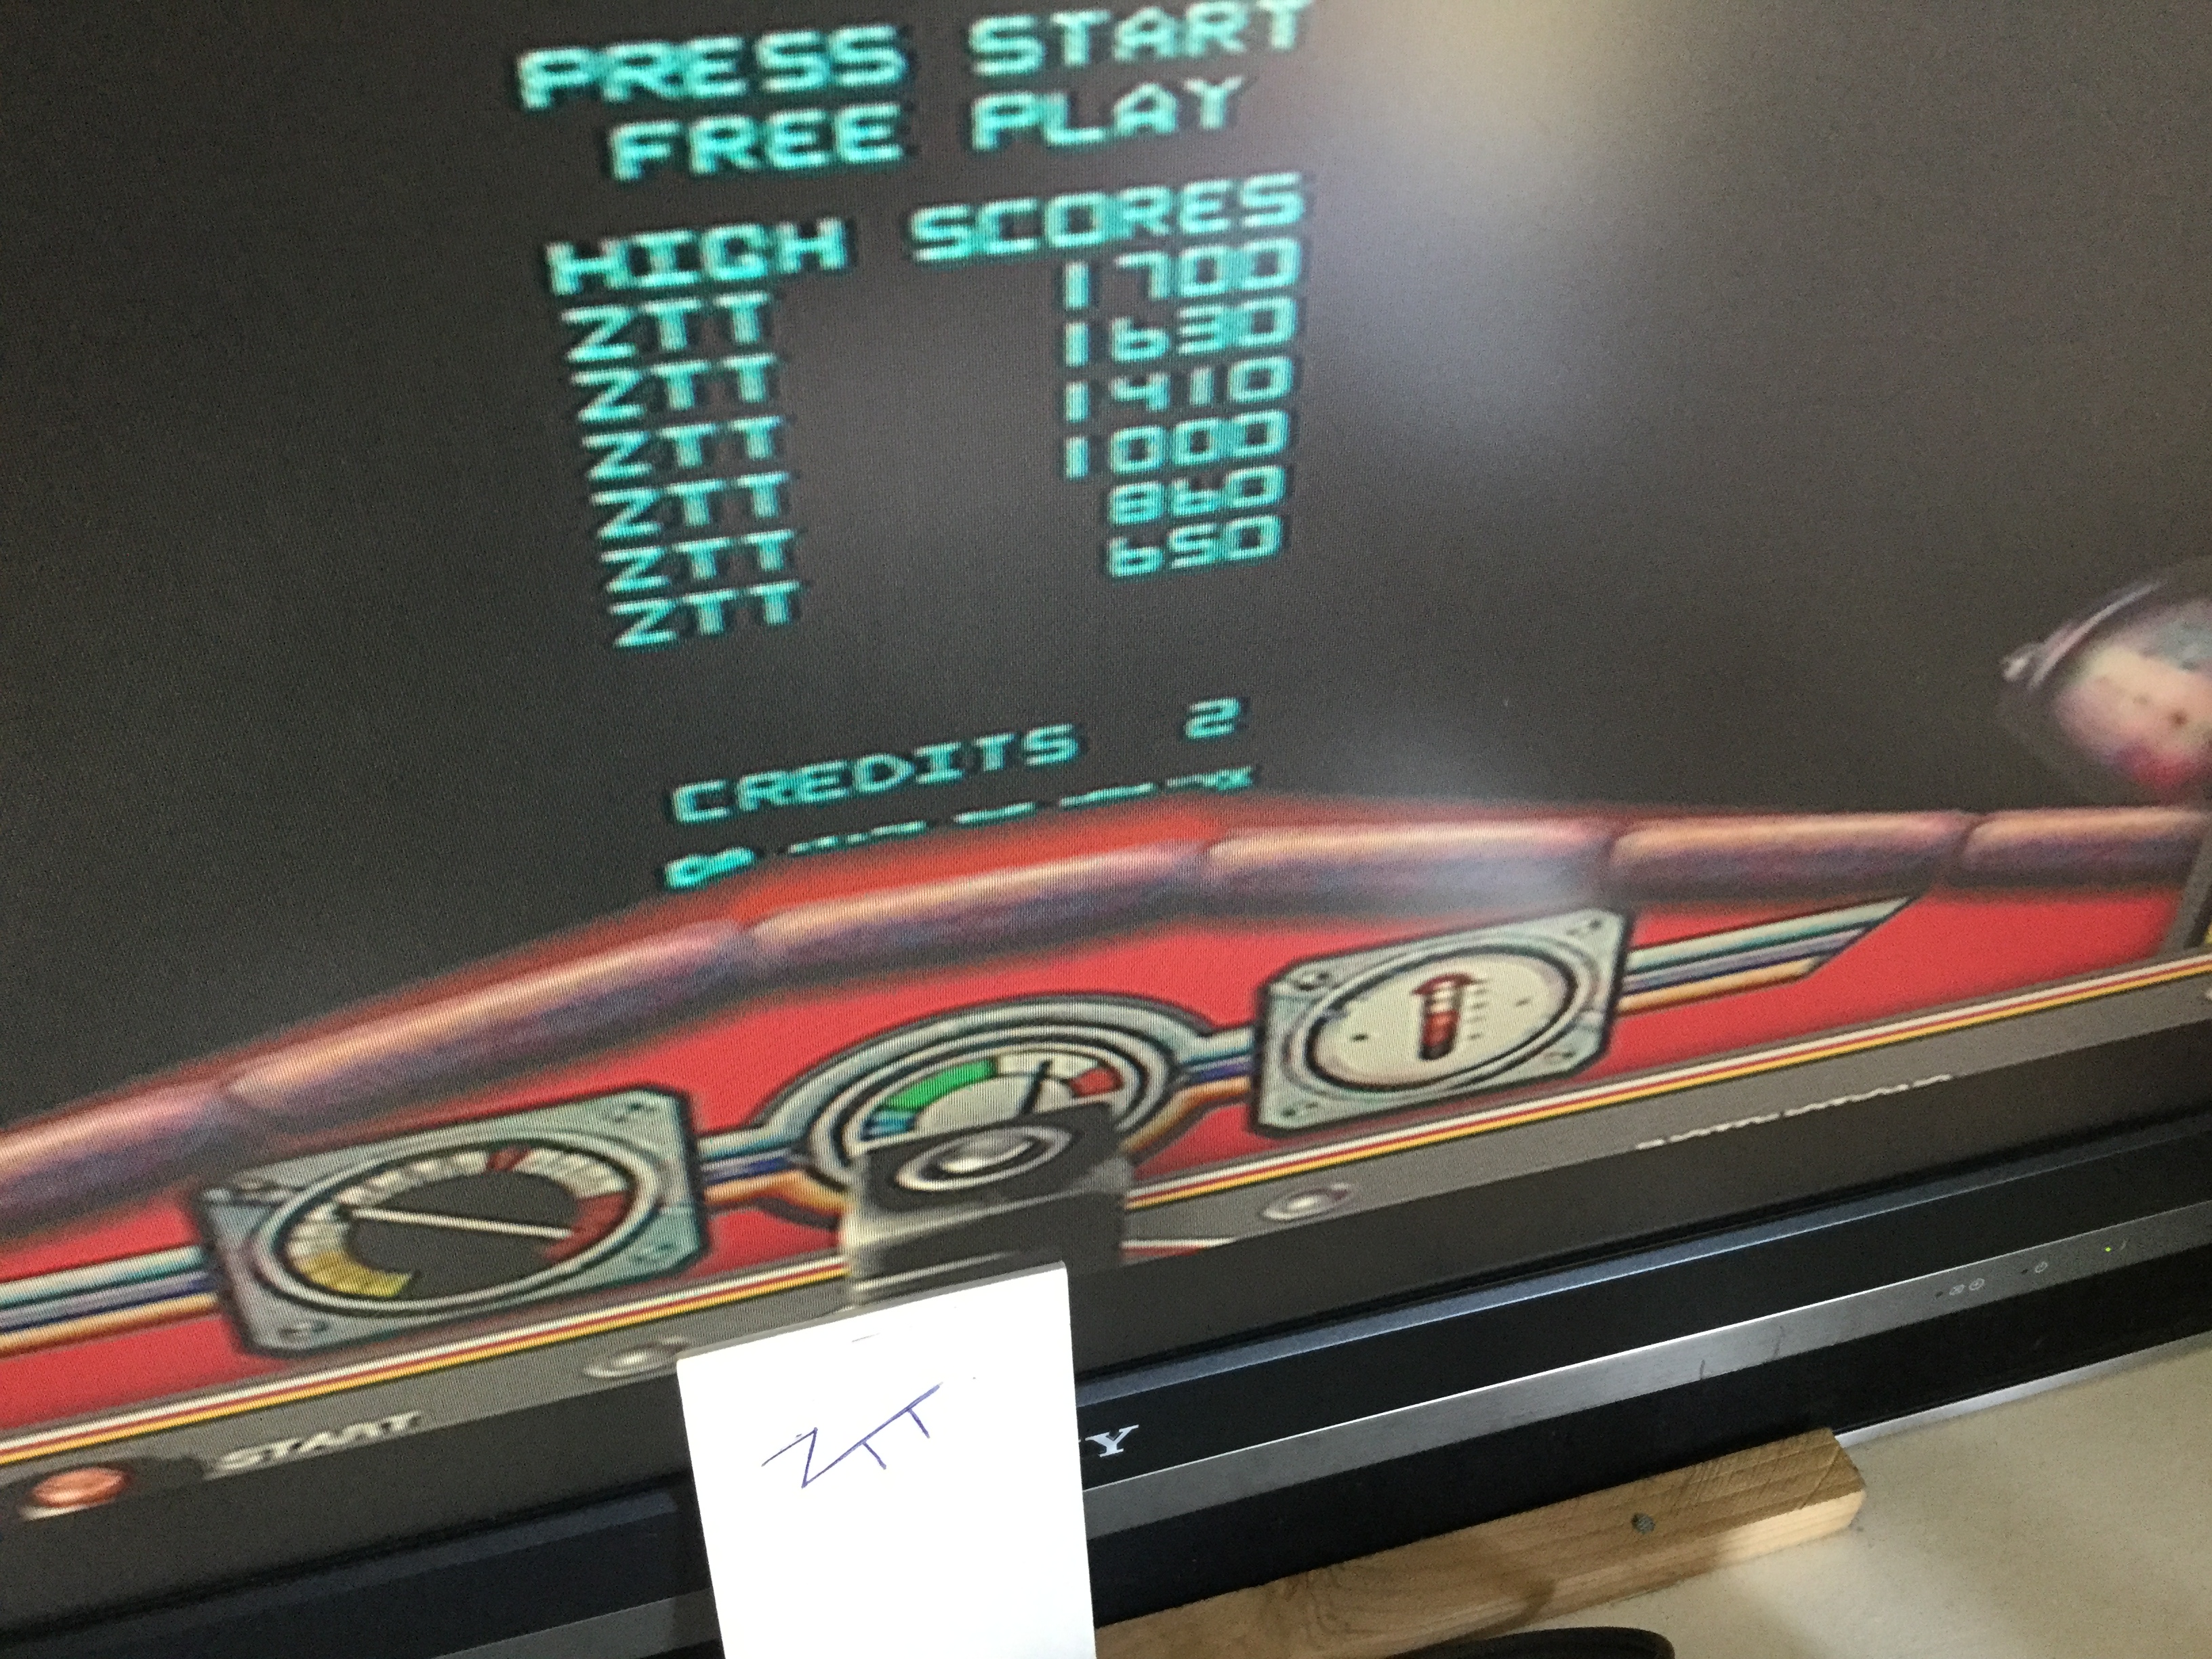 PRESS START
FREE PLAY
HIGH SCORES
ZTT 1700
ZTT 1630
ZTT 1410
ZTT 1000
ZTT 860
ZTT 650
CREDITS 2
START
ZTT
Y